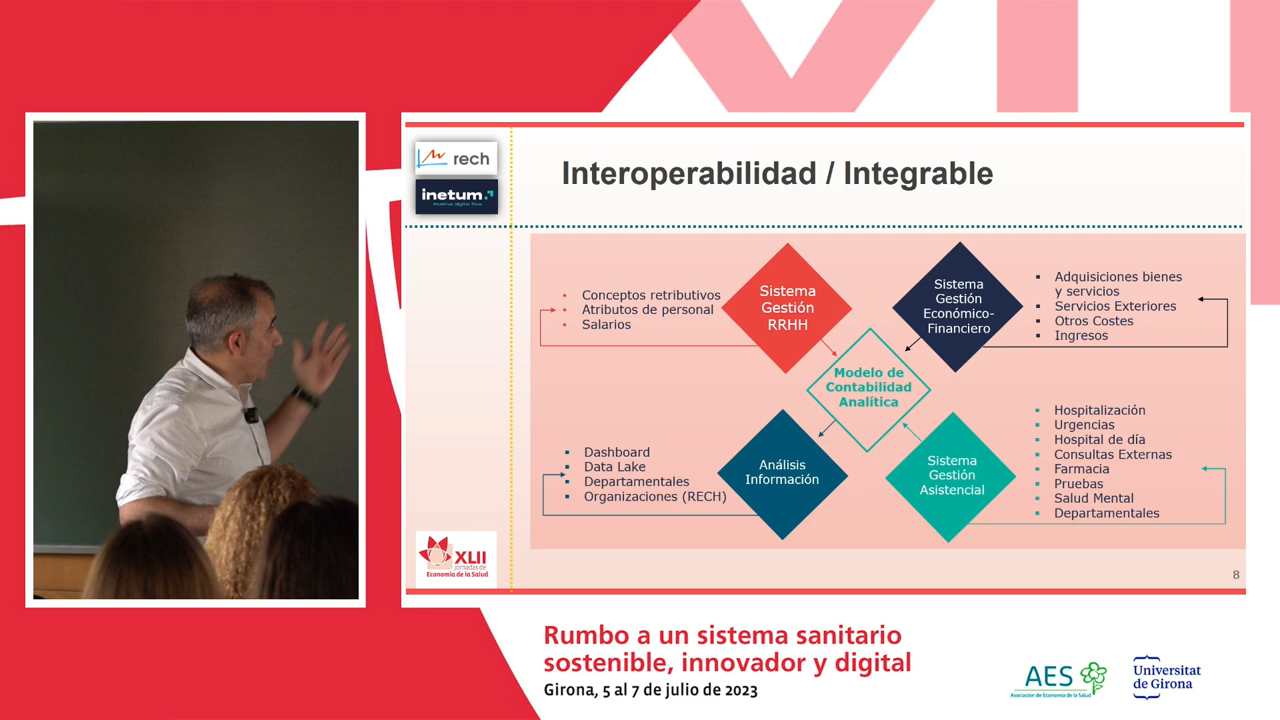 rech
inetum
Positive digital flow
Interoperabilidad / Integrable
Conceptos retributivos
Atributos de personal
Salarios
Sistema
Gestión
RRHH
Sistema
Gestión
Económico-
Financiero
Adquisiciones bienes
y servicios
Servicios Exteriores
Otros Costes
Ingresos
Modelo de
Contabilidad
Analítica
Dashboard
Data Lake
Departamentales
Organizaciones (RECH)
Análisis
Información
Sistema
Gestión
Asistencial
Hospitalización
Urgencias
Hospital de día
Consultas Externas
Farmacia
Pruebas
Salud Mental
Departamentales
XLII
Jornadas de
Economía de la Salud
8
Rumbo a un sistema sanitario
sostenible, innovador y digital
Girona, 5 al 7 de julio de 2023
AES
Asociación de Economía de la Salud
Universitat
de Girona